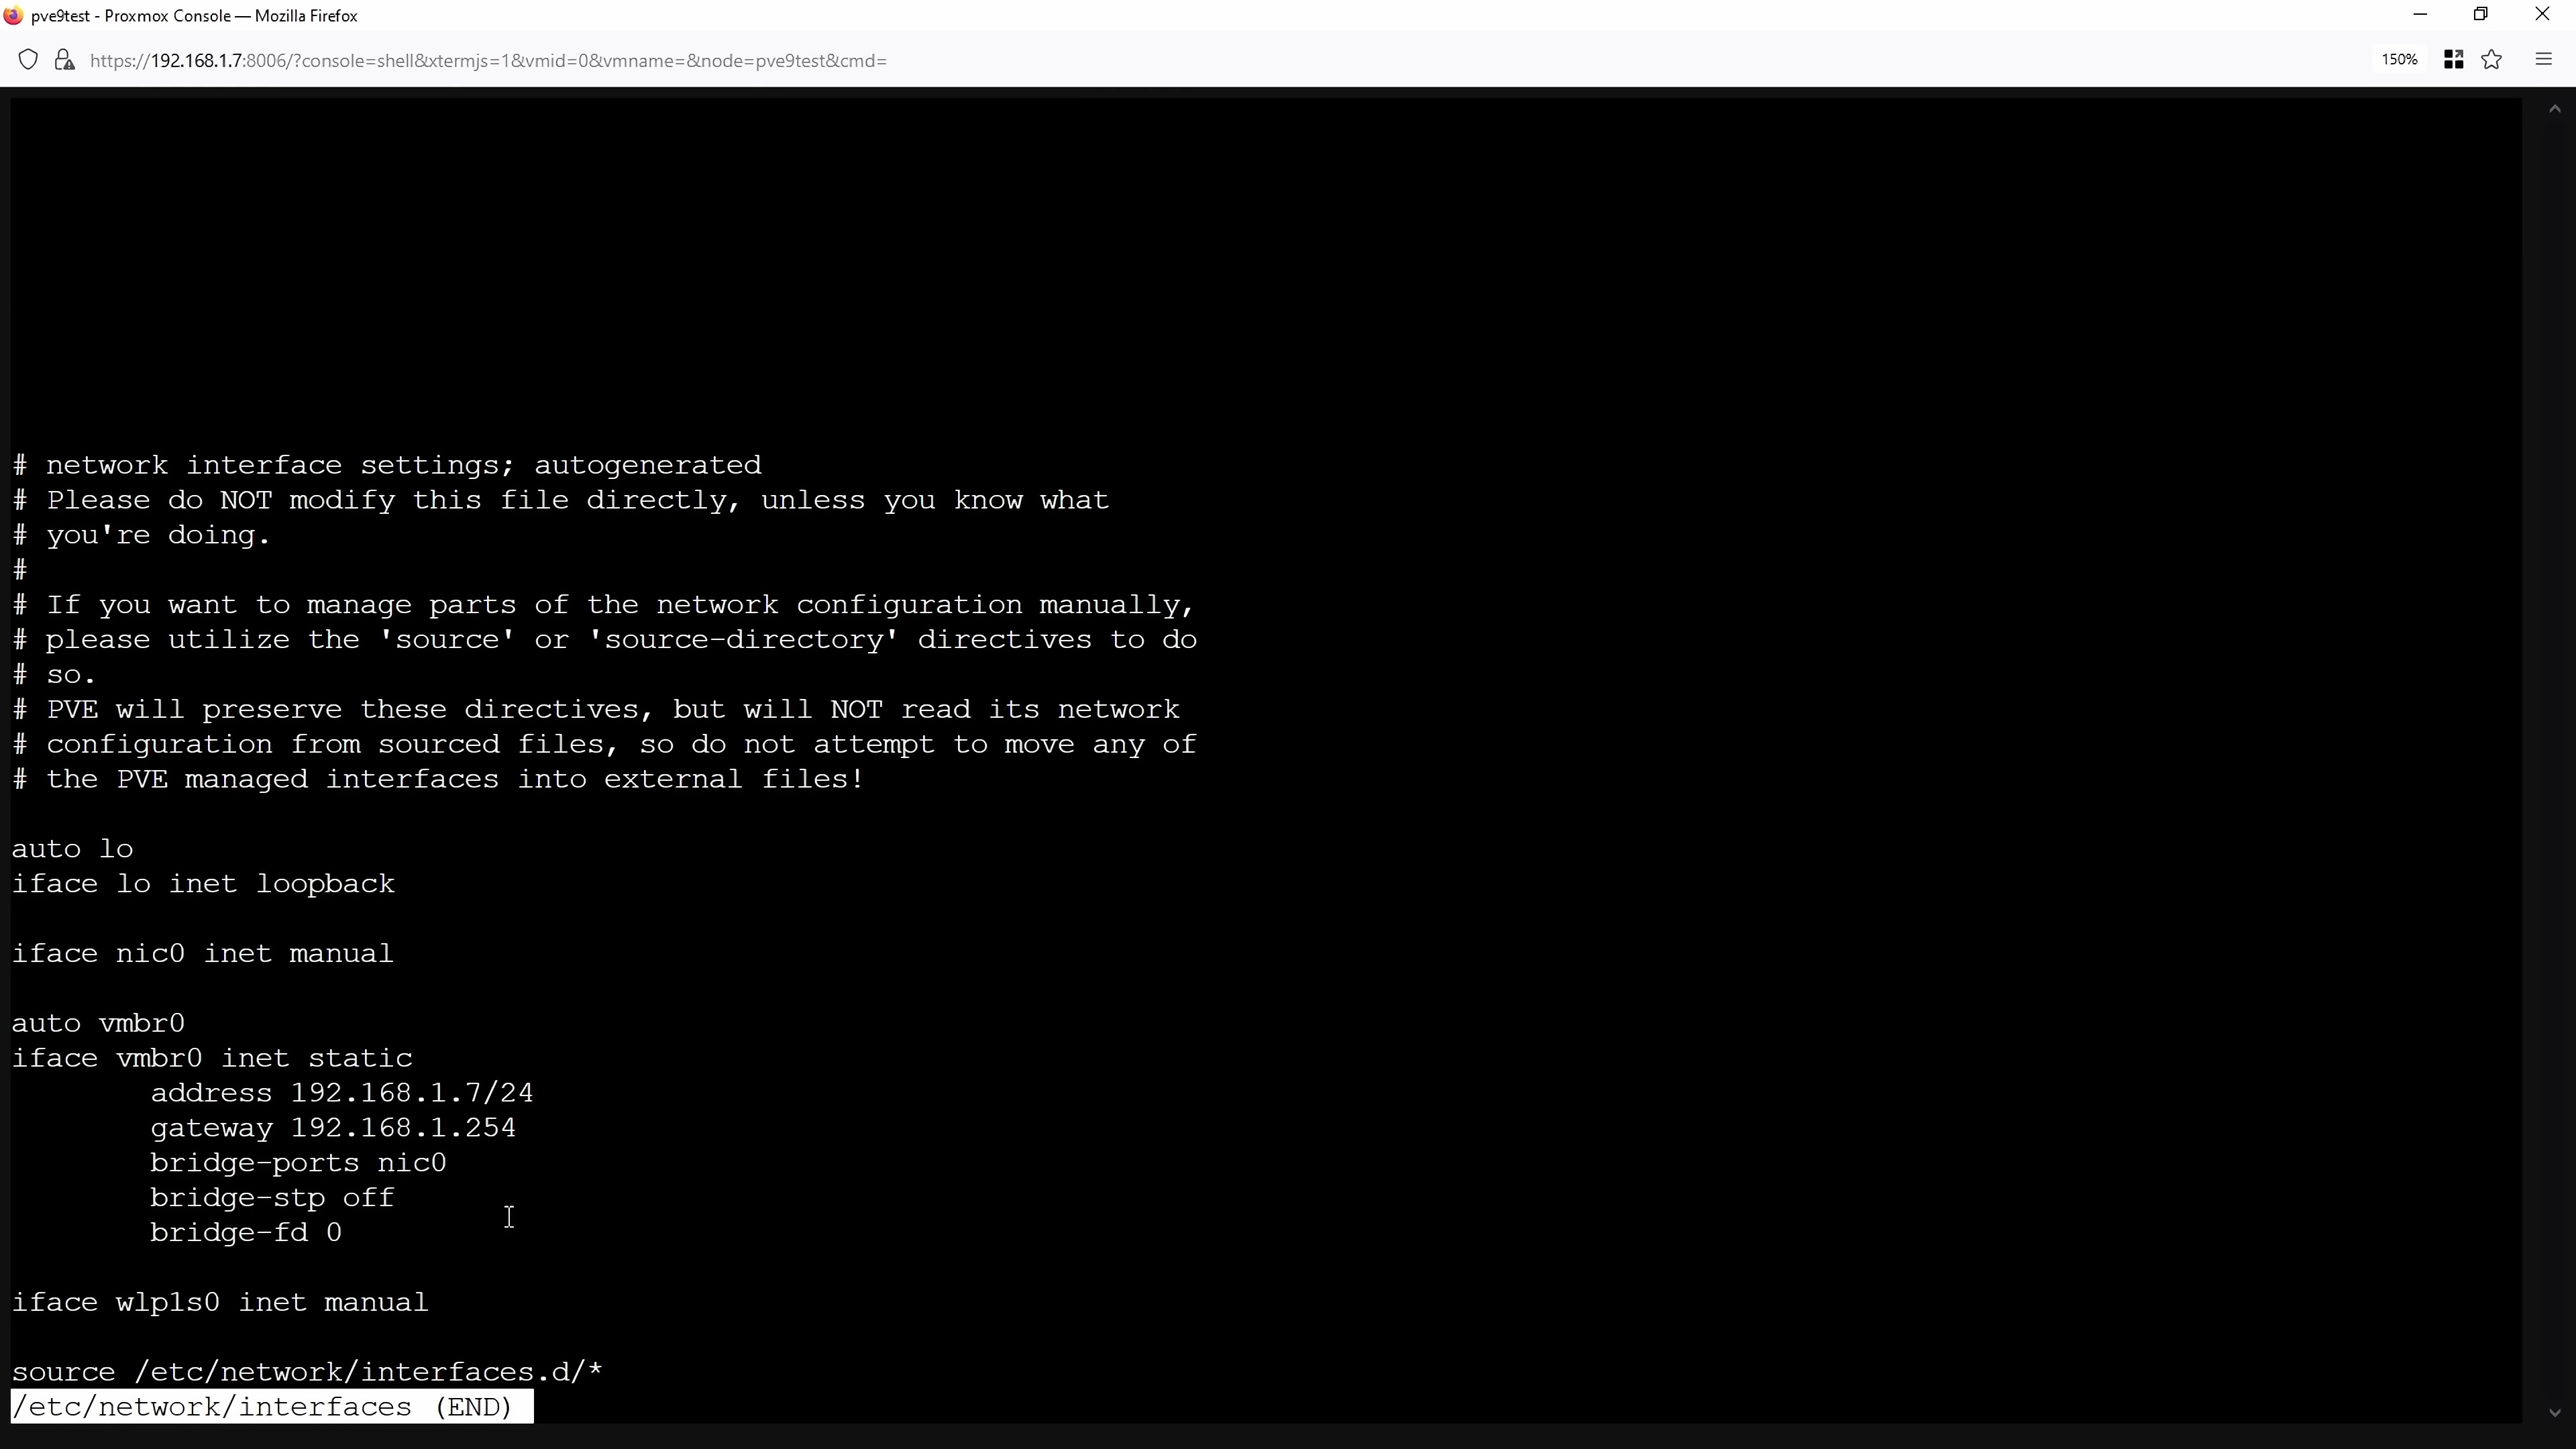 pve9test - Proxmox Console — Mozilla Firefox
https://192.168.1.7:8006/?console=shell&xtermjs=1&vmid=0&vmname=&node=pve9test&cmd=
150%
# network interface settings; autogenerated
# Please do NOT modify this file directly, unless you know what
# you're doing.
#
# If you want to manage parts of the network configuration manually,
# please utilize the 'source' or 'source-directory' directives to do
# so.
# PVE will preserve these directives, but will NOT read its network
# configuration from sourced files, so do not attempt to move any of
# the PVE managed interfaces into external files!
auto lo
iface lo inet loopback
iface nic0 inet manual
auto vmbr0
iface vmbr0 inet static
        address 192.168.1.7/24
        gateway 192.168.1.254
        bridge-ports nic0
        bridge-stp off
        bridge-fd 0
iface wlp1s0 inet manual
source /etc/network/interfaces.d/*
/etc/network/interfaces (END)